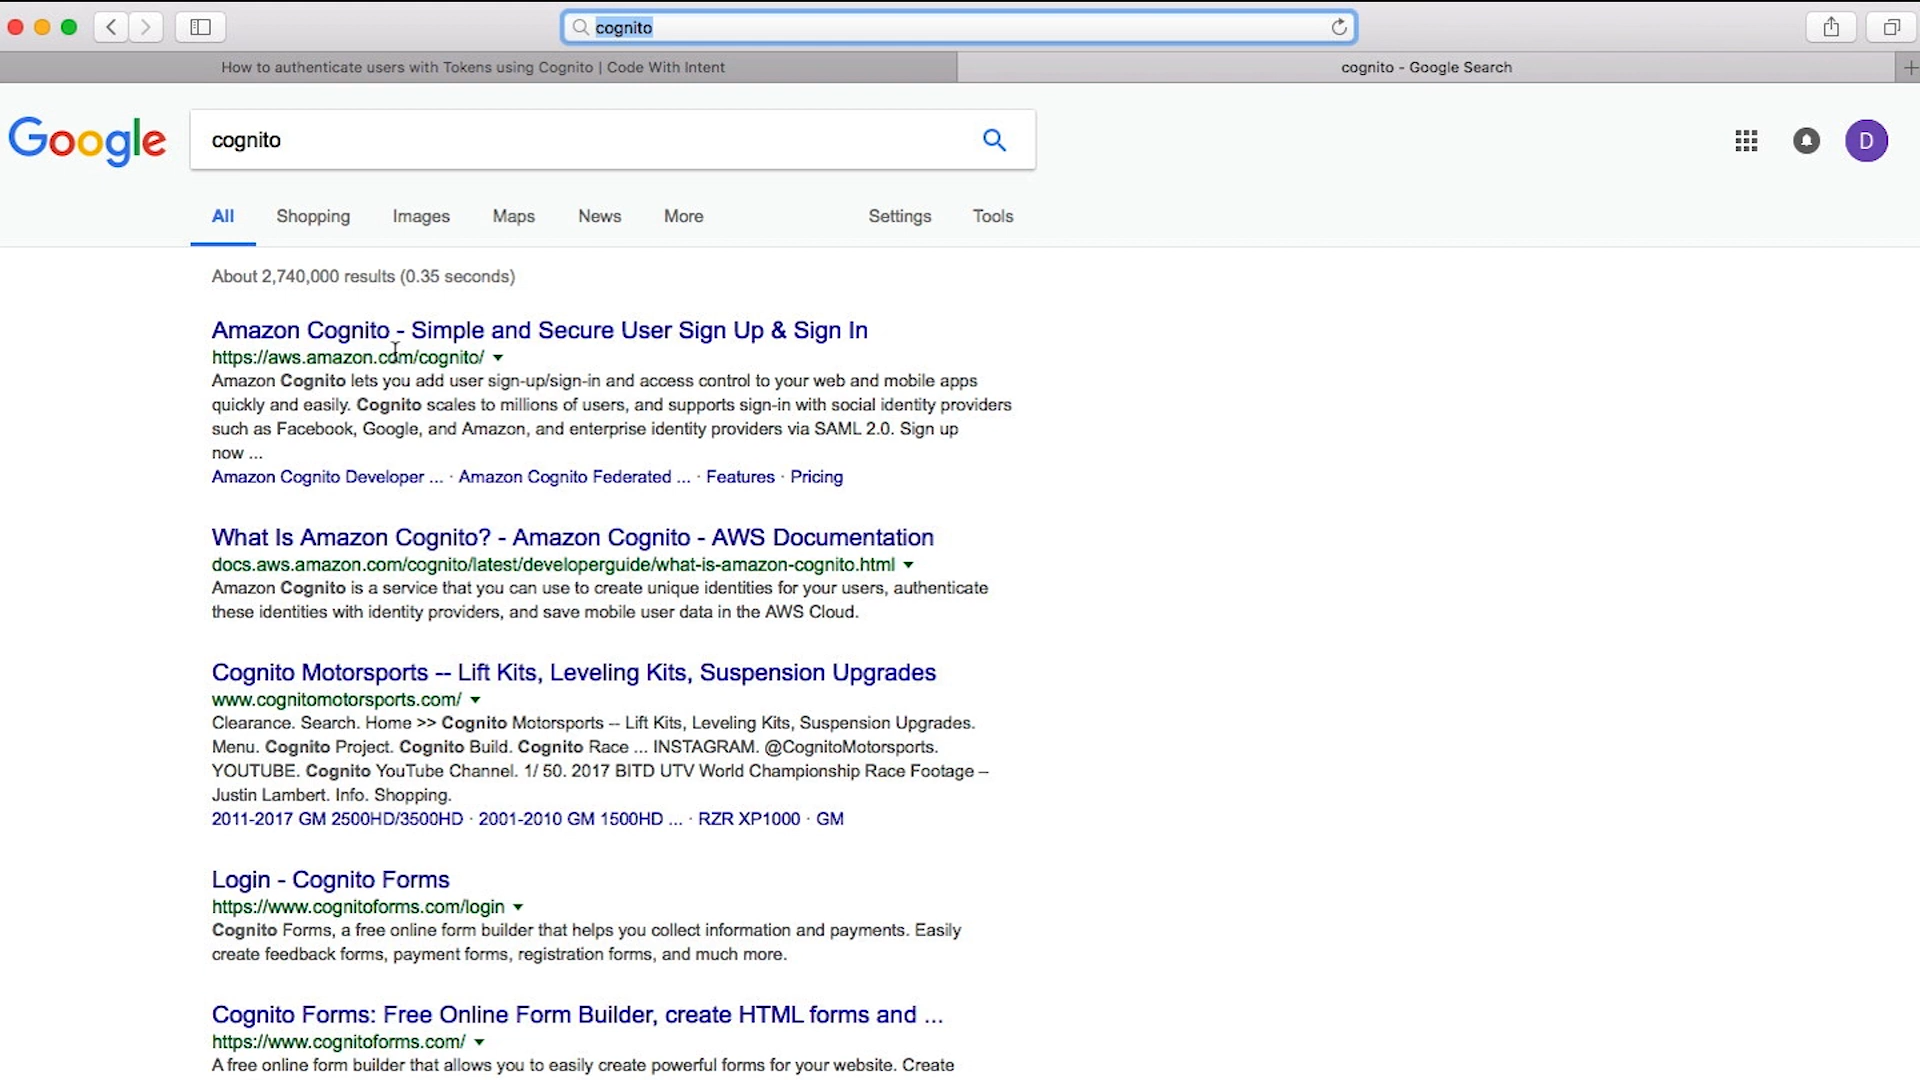 cognito
How to authenticate users with Tokens using Cognito | Code With Intent
cognito - Google Search
Google
cognito
D
All Shopping Images Maps News More Settings Tools
About 2,740,000 results (0.35 seconds)
Amazon Cognito - Simple and Secure User Sign Up & Sign In
https://aws.amazon.com/cognito/
Amazon Cognito lets you add user sign-up/sign-in and access control to your web and mobile apps
quickly and easily. Cognito scales to millions of users, and supports sign-in with social identity providers
such as Facebook, Google, and Amazon, and enterprise identity providers via SAML 2.0. Sign up
now ...
Amazon Cognito Developer ... · Amazon Cognito Federated ... · Features · Pricing
What Is Amazon Cognito? - Amazon Cognito - AWS Documentation
docs.aws.amazon.com/cognito/latest/developerguide/what-is-amazon-cognito.html
Amazon Cognito is a service that you can use to create unique identities for your users, authenticate
these identities with identity providers, and save mobile user data in the AWS Cloud.
Cognito Motorsports -- Lift Kits, Leveling Kits, Suspension Upgrades
www.cognitomotorsports.com/
Clearance. Search. Home >> Cognito Motorsports -- Lift Kits, Leveling Kits, Suspension Upgrades.
Menu. Cognito Project. Cognito Build. Cognito Race ... INSTAGRAM. @CognitoMotorsports.
YOUTUBE. Cognito YouTube Channel. 1/ 50. 2017 BITD UTV World Championship Race Footage –
Justin Lambert. Info. Shopping.
2011-2017 GM 2500HD/3500HD · 2001-2010 GM 1500HD ... · RZR XP1000 · GM
Login - Cognito Forms
https://www.cognitoforms.com/login
Cognito Forms, a free online form builder that helps you collect information and payments. Easily
create feedback forms, payment forms, registration forms, and much more.
Cognito Forms: Free Online Form Builder, create HTML forms and ...
https://www.cognitoforms.com/
A free online form builder that allows you to easily create powerful forms for your website. Create